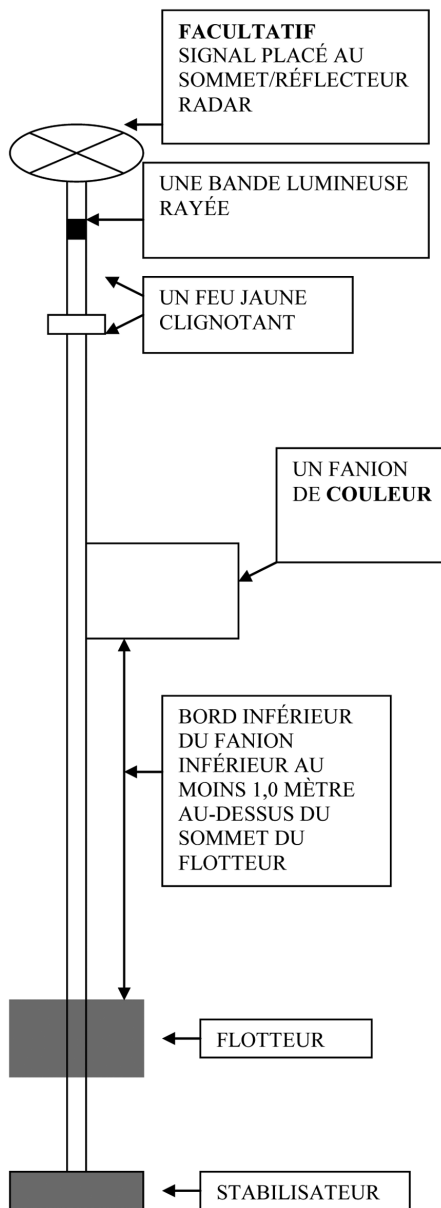 FACULTATIF
SIGNAL PLACÉ AU
SOMMET/RÉFLECTEUR
RADAR
UNE BANDE LUMINEUSE
RAYÉE
UN FEU JAUNE
CLIGNOTANT
UN FANION
DE COULEUR
BORD INFÉRIEUR
DU FANION
INFÉRIEUR AU
MOINS 1,0 MÈTRE
AU-DESSUS DU
SOMMET DU
FLOTTEUR
FLOTTEUR
STABILISATEUR